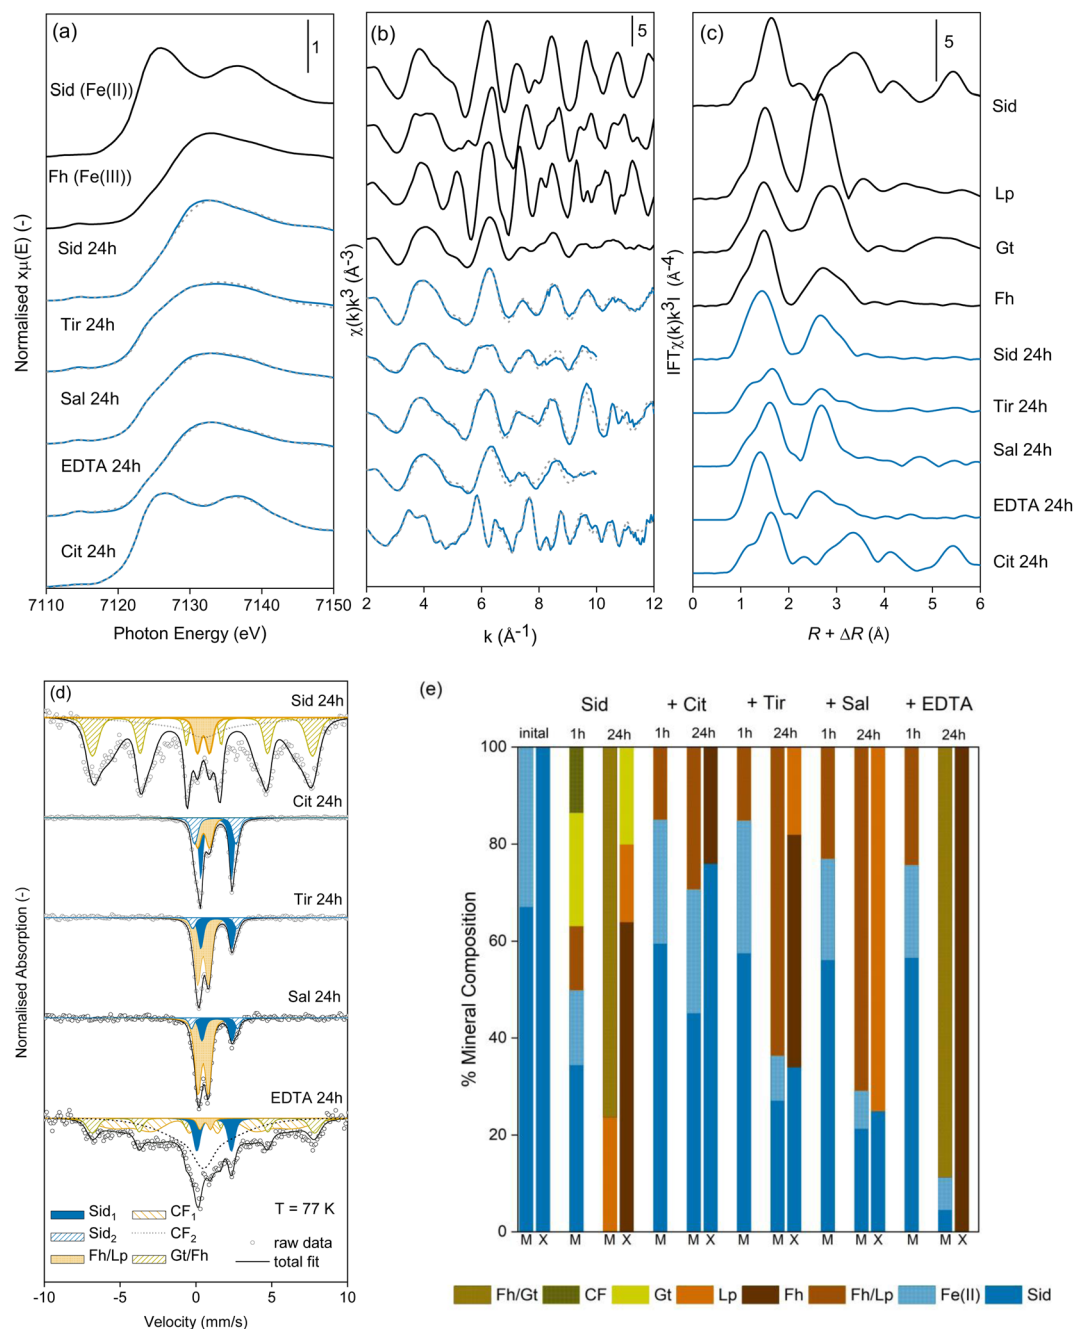 (a)
1
Sid (Fe(II))
Fh (Fe(III))
Sid 24h
Tir 24h
Sal 24h
EDTA 24h
Cit 24h
Normalised xμ(E) (-)
7110 7120 7130 7140 7150
Photon Energy (eV)
(b)
5
χ(k)k³ (Å⁻³)
2 4 6 8 10 12
k (Å⁻¹)
(c)
5
Sid
Lp
Gt
Fh
Sid 24h
Tir 24h
Sal 24h
EDTA 24h
Cit 24h
IFTχ(k)k³I (Å⁻⁴)
0 1 2 3 4 5 6
R + ΔR (Å)
(d)
Sid 24h
Cit 24h
Tir 24h
Sal 24h
EDTA 24h
Normalised Absorption (-)
T = 77 K
Sid₁ CF₁
Sid₂ CF₂ raw data
Fh/Lp Gt/Fh total fit
-10 -5 0 5 10
Velocity (mm/s)
(e)
Sid + Cit + Tir + Sal + EDTA
inital 1h 24h 1h 24h 1h 24h 1h 24h 1h 24h
% Mineral Composition
100
80
60
40
20
0
M X M M X M M X M M X M M X M M X
Fh/Gt CF Gt Lp Fh Fh/Lp Fe(II) Sid